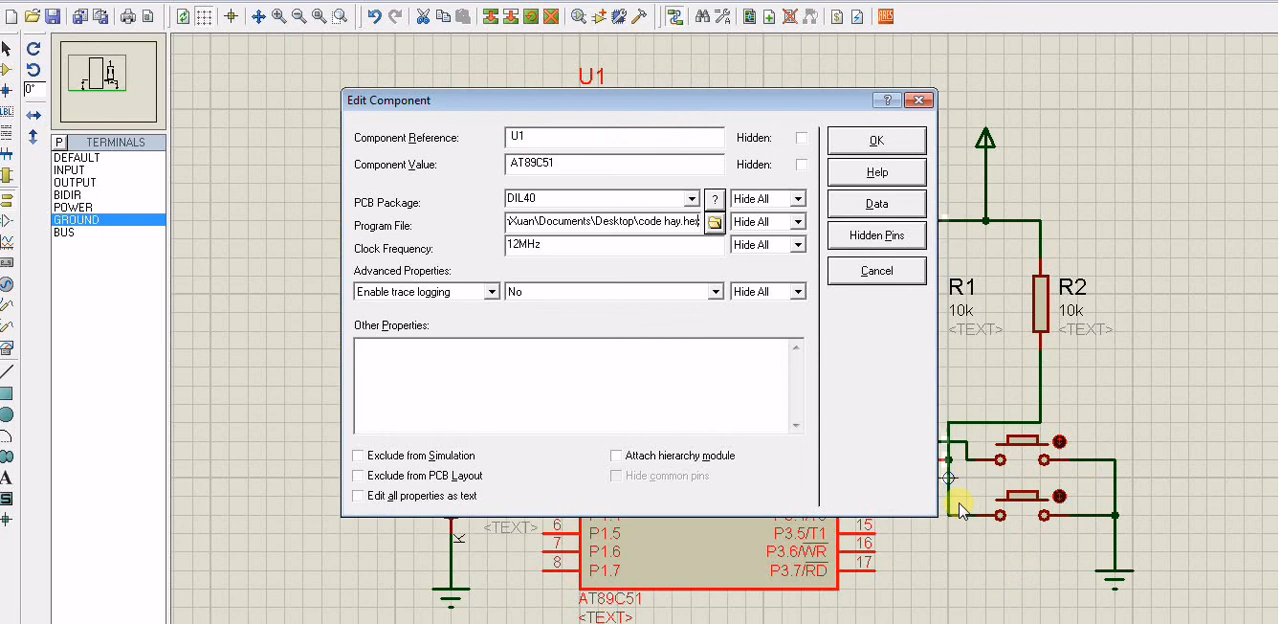 U1
Edit Component
Component Reference: U1 Hidden:
Component Value: AT89C51 Hidden:
PCB Package: DIL40 ? Hide All
Program File: Xuan\Documents\Desktop\code hay.hex Hide All
Clock Frequency: 12MHz Hide All
Advanced Properties:
Enable trace logging No Hide All
Other Properties:
Exclude from Simulation Attach hierarchy module
Exclude from PCB Layout Hide common pins
Edit all properties as text
OK
Help
Data
Hidden Pins
Cancel
0°
P TERMINALS
DEFAULT
INPUT
OUTPUT
BIDIR
POWER
GROUND
BUS
R1
10k
<TEXT>
R2
10k
<TEXT>
<TEXT>
6 P1.5 P3.5/T1 15
7 P1.6 P3.6/WR 16
8 P1.7 P3.7/RD 17
AT89C51
<TEXT>
K
ARES